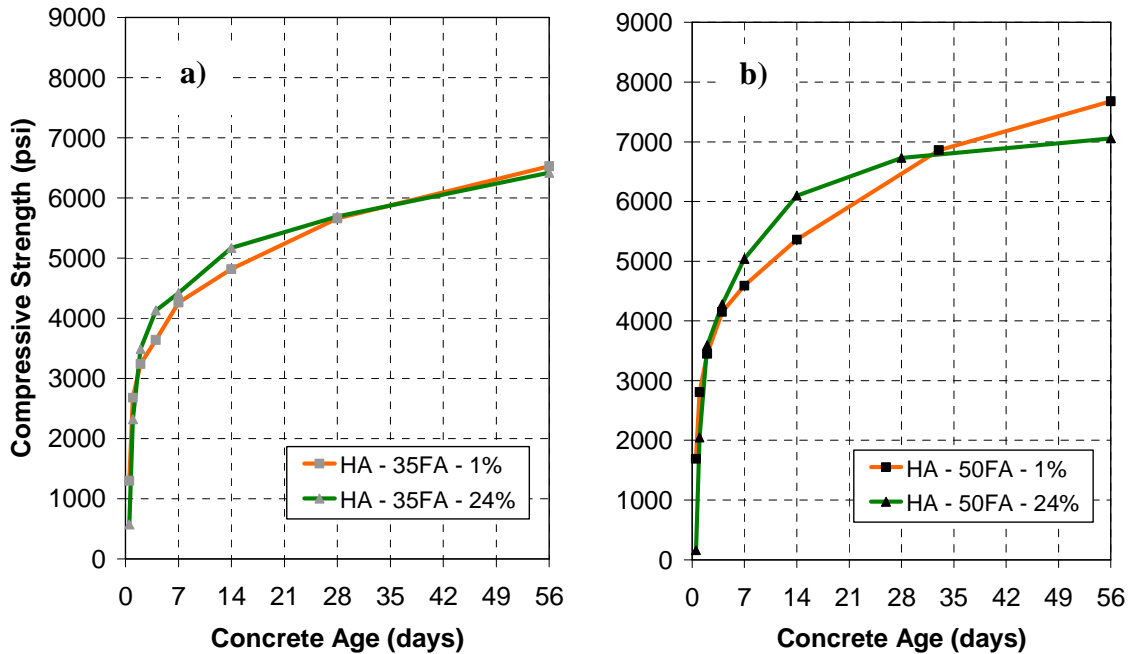 a)
Compressive Strength (psi)
9000
8000
7000
6000
5000
4000
3000
2000
1000
0
HA - 35FA - 1%
HA - 35FA - 24%
0 7 14 21 28 35 42 49 56
Concrete Age (days)
b)
9000
8000
7000
6000
5000
4000
3000
2000
1000
0
HA - 50FA - 1%
HA - 50FA - 24%
0 7 14 21 28 35 42 49 56
Concrete Age (days)